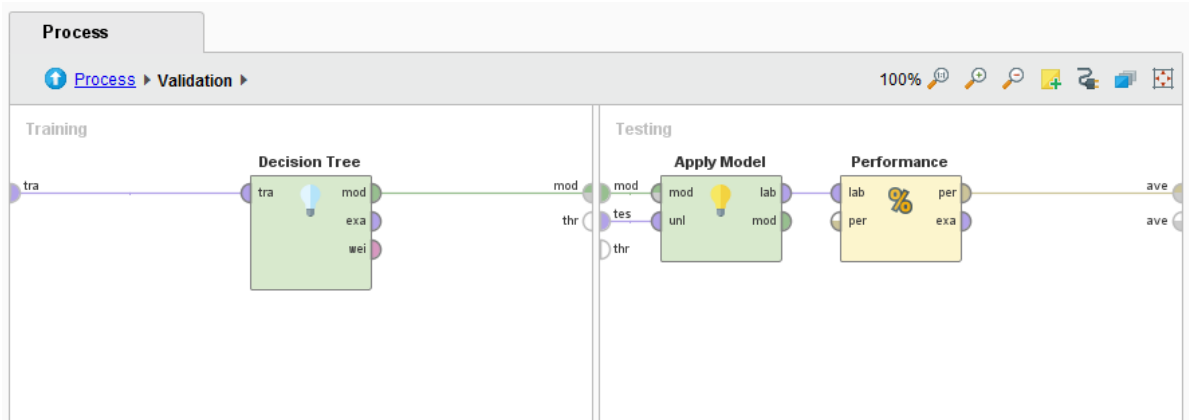 Process
Process Validation
100%
Training
Testing
Decision Tree
Apply Model
Performance
tra
tra
mod
exa
wei
mod
thr
mod
tes
thr
mod
unl
lab
mod
lab
per
%
per
exa
ave
ave